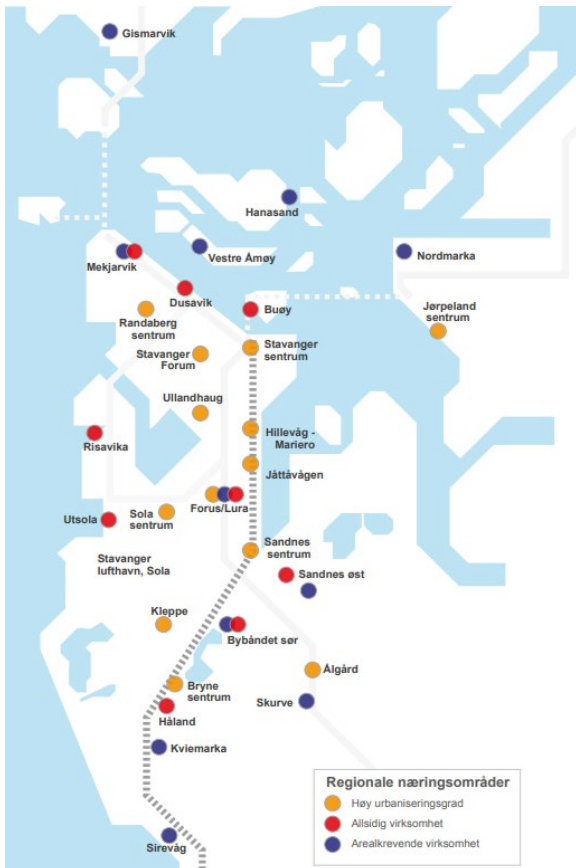 Gismarvik
Hanasand
Mekjarvik
Vestre Åmøy
Nordmarka
Dusavik
Randaberg
sentrum
Buøy
Jørpeland
sentrum
Stavanger
Forum
Stavanger
sentrum
Ullandhaug
Hillevåg -
Mariero
Risavika
Jåttåvågen
Utsola
Sola
sentrum
Forus/Lura
Stavanger
lufthavn, Sola
Sandnes
sentrum
Sandnes øst
Kleppe
Bybåndet sør
Ålgård
Bryne
sentrum
Skurve
Håland
Kviemarka
Sirevåg
Regionale næringsområder
Høy urbaniseringsgrad
Allsidig virksomhet
Arealkrevende virksomhet